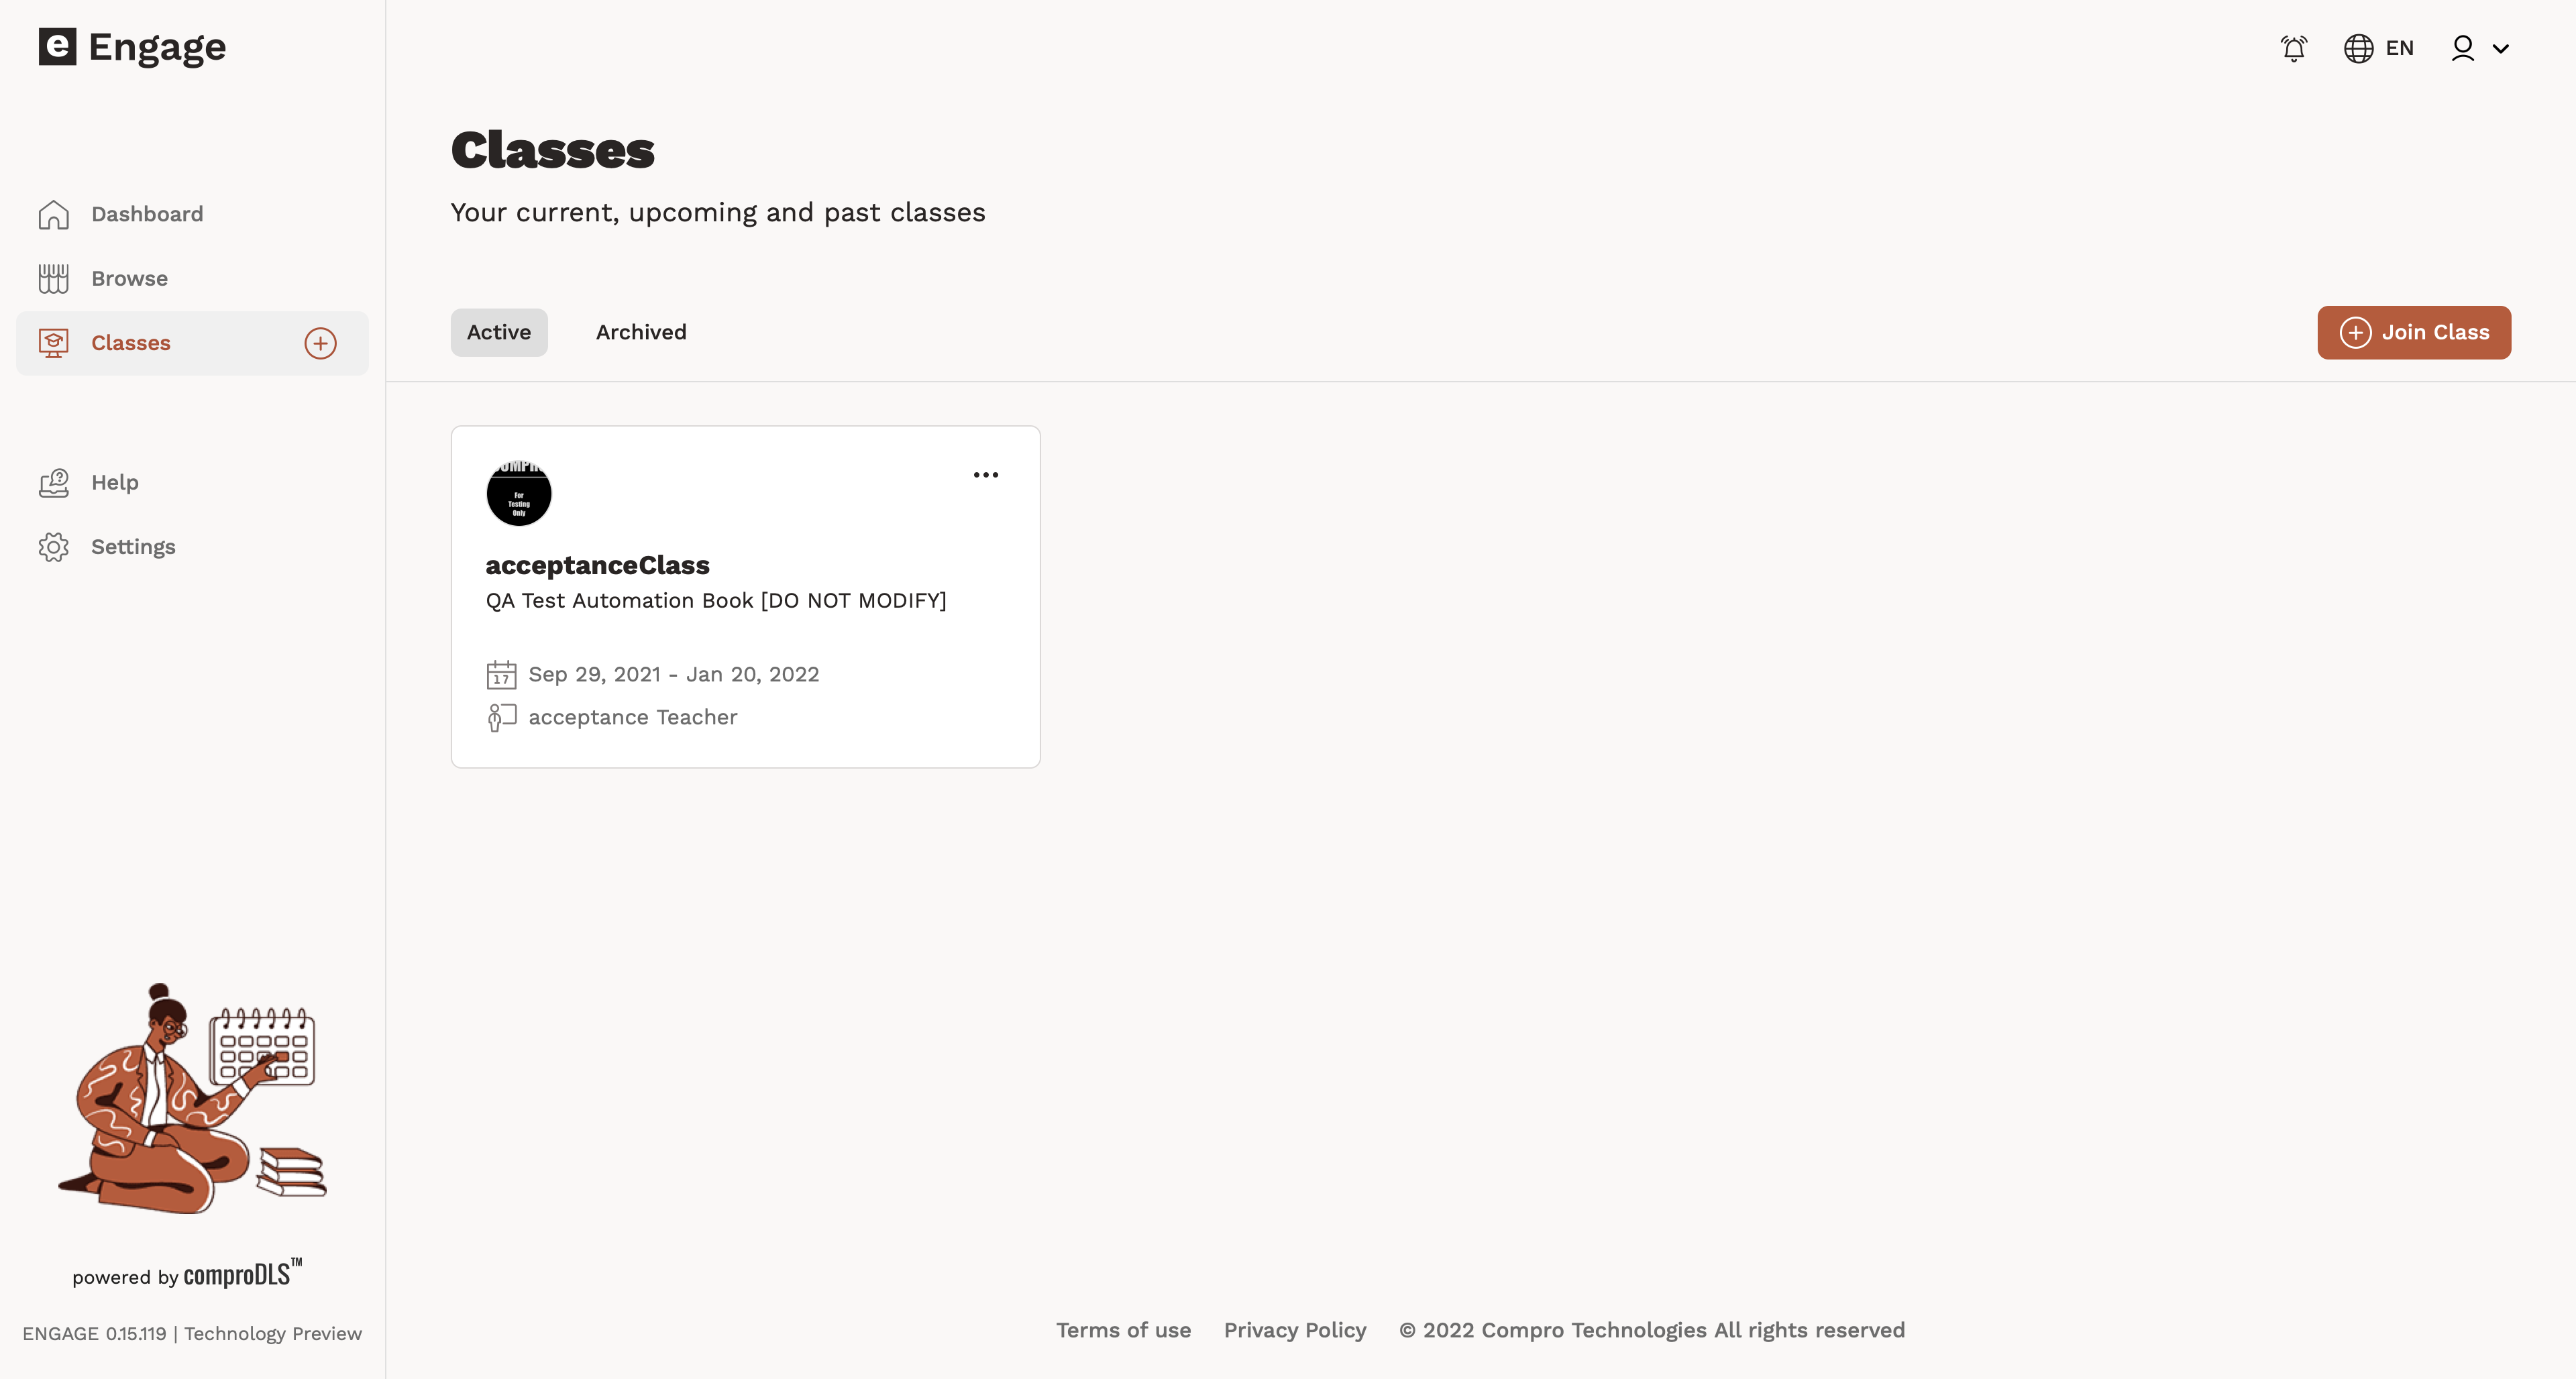 e Engage
EN
Dashboard
Browse
Classes
Help
Settings
Classes
Your current, upcoming and past classes
Active
Archived
Join Class
For
Testing
Only
acceptanceClass
QA Test Automation Book [DO NOT MODIFY]
17
Sep 29, 2021 - Jan 20, 2022
acceptance Teacher
powered by comproDLS™
ENGAGE 0.15.119 | Technology Preview
Terms of use
Privacy Policy
© 2022 Compro Technologies All rights reserved